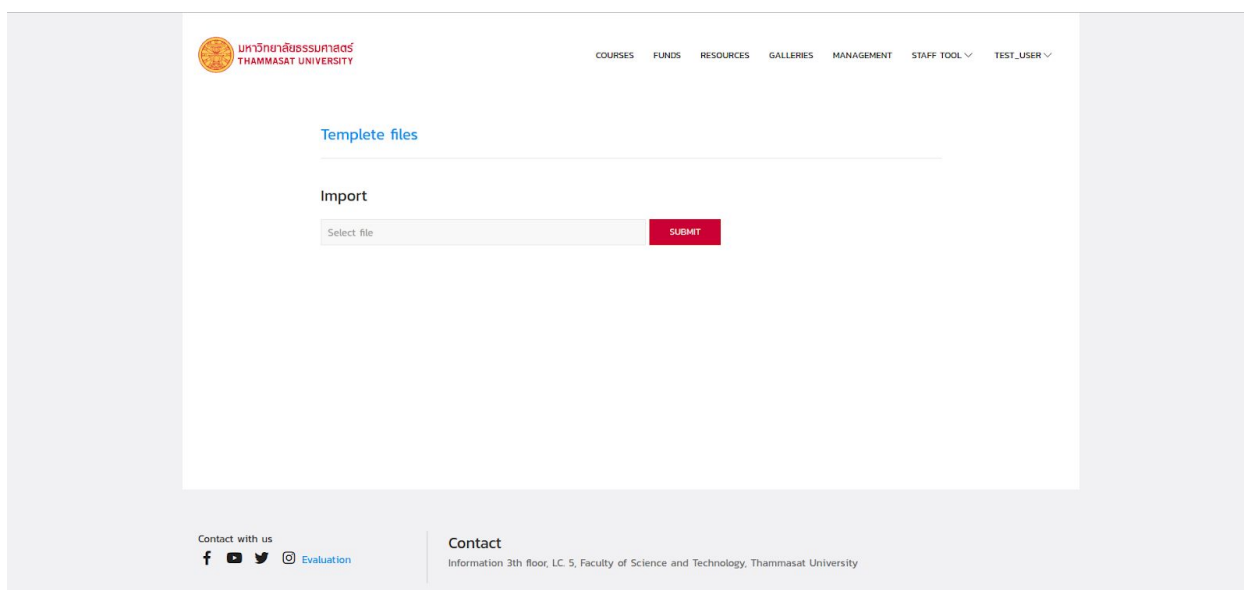 มหาวิทยาลัยธรรมศาสตร์
THAMMASAT UNIVERSITY
COURSES FUNDS RESOURCES GALLERIES MANAGEMENT STAFF TOOL TEST_USER
Templete files
Import
Select file SUBMIT
Contact with us
Evaluation
Contact
Information 3th floor, LC. 5, Faculty of Science and Technology, Thammasat University